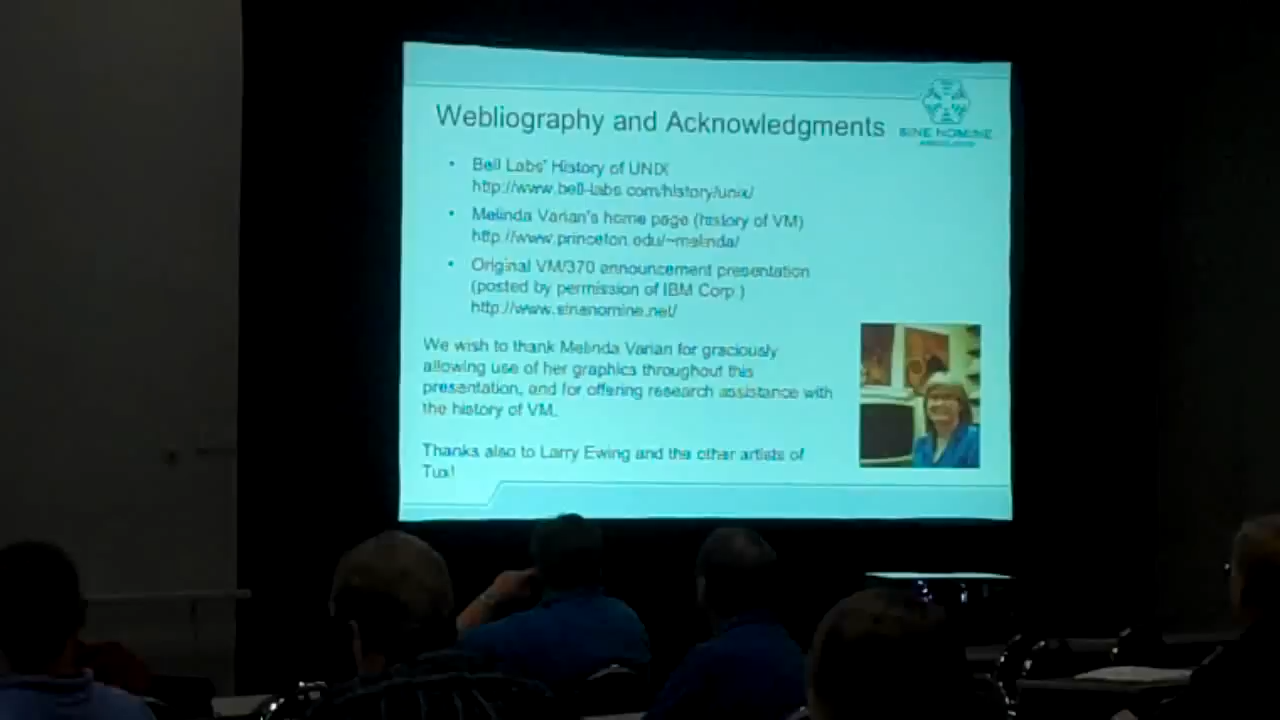 Webliography and Acknowledgments
SINE NOMINE
ASSOCIATES
• Bell Labs' History of UNIX
http://www.bell-labs.com/history/unix/
• Melinda Varian's home page (history of VM)
http://www.princeton.edu/~melinda/
• Original VM/370 announcement presentation
(posted by permission of IBM Corp.)
http://www.sinenomine.net/
We wish to thank Melinda Varian for graciously
allowing use of her graphics throughout this
presentation, and for offering research assistance with
the history of VM.
Thanks also to Larry Ewing and the other artists of
Tux!